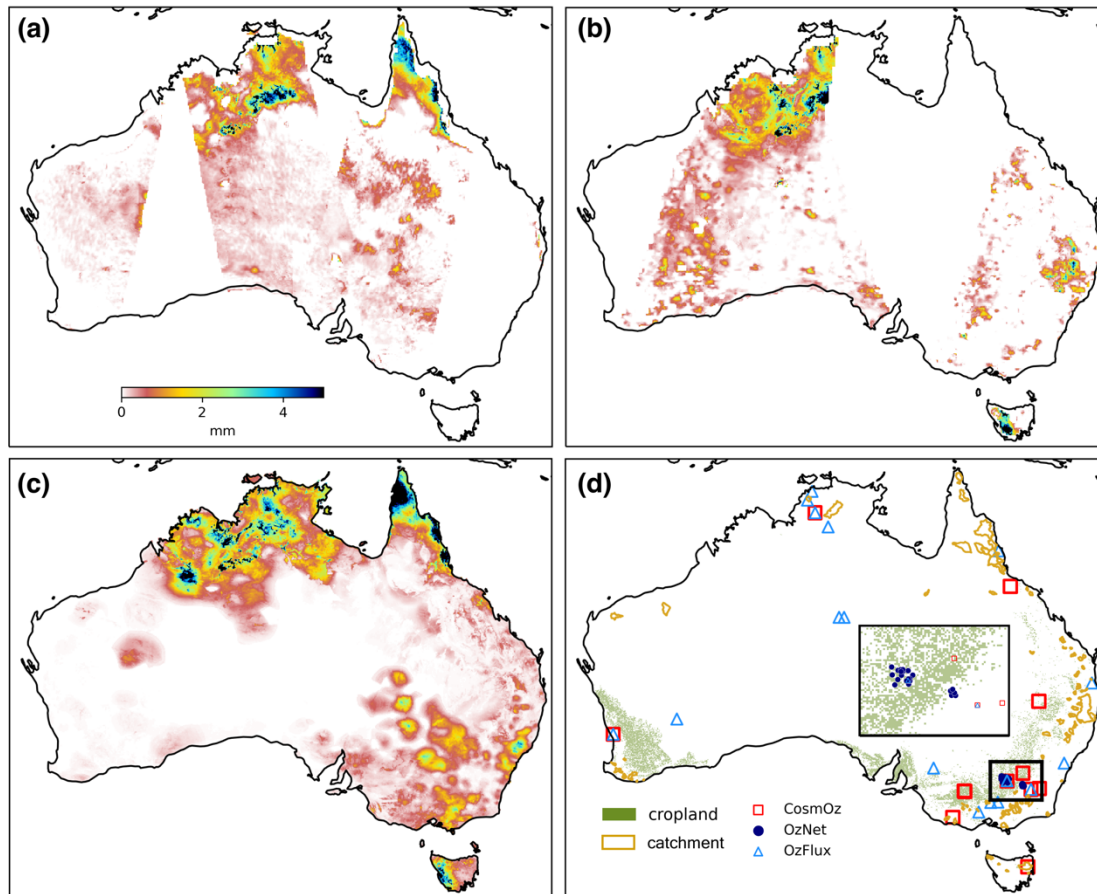 (a)
(b)
0 2 4
mm
(c)
(d)
cropland
catchment
CosmOz
OzNet
OzFlux